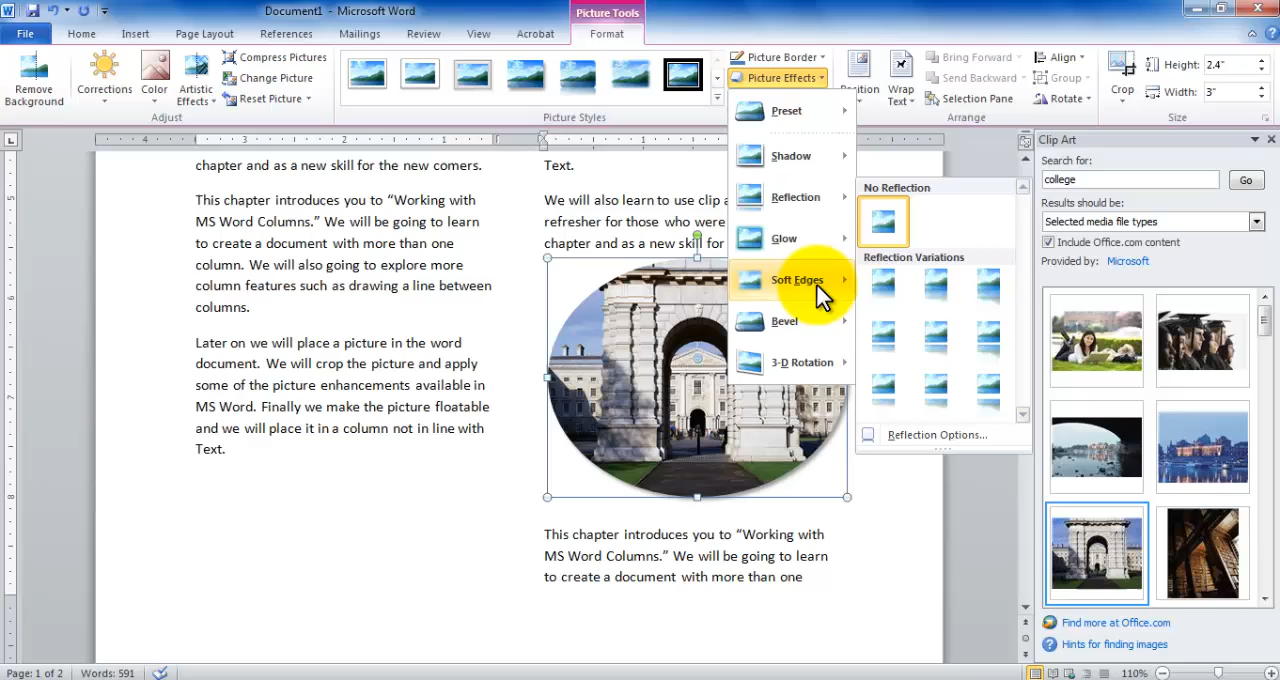 Document1 - Microsoft Word
Picture Tools
File
Home
Insert
Page Layout
References
Mailings
Review
View
Acrobat
Format
Remove
Background
Corrections
Color
Artistic
Effects
Compress Pictures
Change Picture
Reset Picture
Adjust
Picture Styles
Picture Border
Picture Effects
Position
Wrap
Text
Bring Forward
Send Backward
Selection Pane
Align
Group
Rotate
Arrange
Crop
Height: 2.4"
Width: 3"
Size
Preset
Shadow
Reflection
Glow
Soft Edges
Bevel
3-D Rotation
No Reflection
Reflection Variations
Reflection Options...
chapter and as a new skill for the new comers.
This chapter introduces you to “Working with
MS Word Columns.” We will be going to learn
to create a document with more than one
column. We will also going to explore more
column features such as drawing a line between
columns.
Later on we will place a picture in the word
document. We will crop the picture and apply
some of the picture enhancements available in
MS Word. Finally we make the picture floatable
and we will place it in a column not in line with
Text.
Text.
We will also learn to use clip a
refresher for those who were
chapter and as a new skill for
This chapter introduces you to “Working with
MS Word Columns.” We will be going to learn
to create a document with more than one
Clip Art
Search for:
college
Go
Results should be:
Selected media file types
Include Office.com content
Provided by: Microsoft
Find more at Office.com
Hints for finding images
Page: 1 of 2
Words: 591
110%